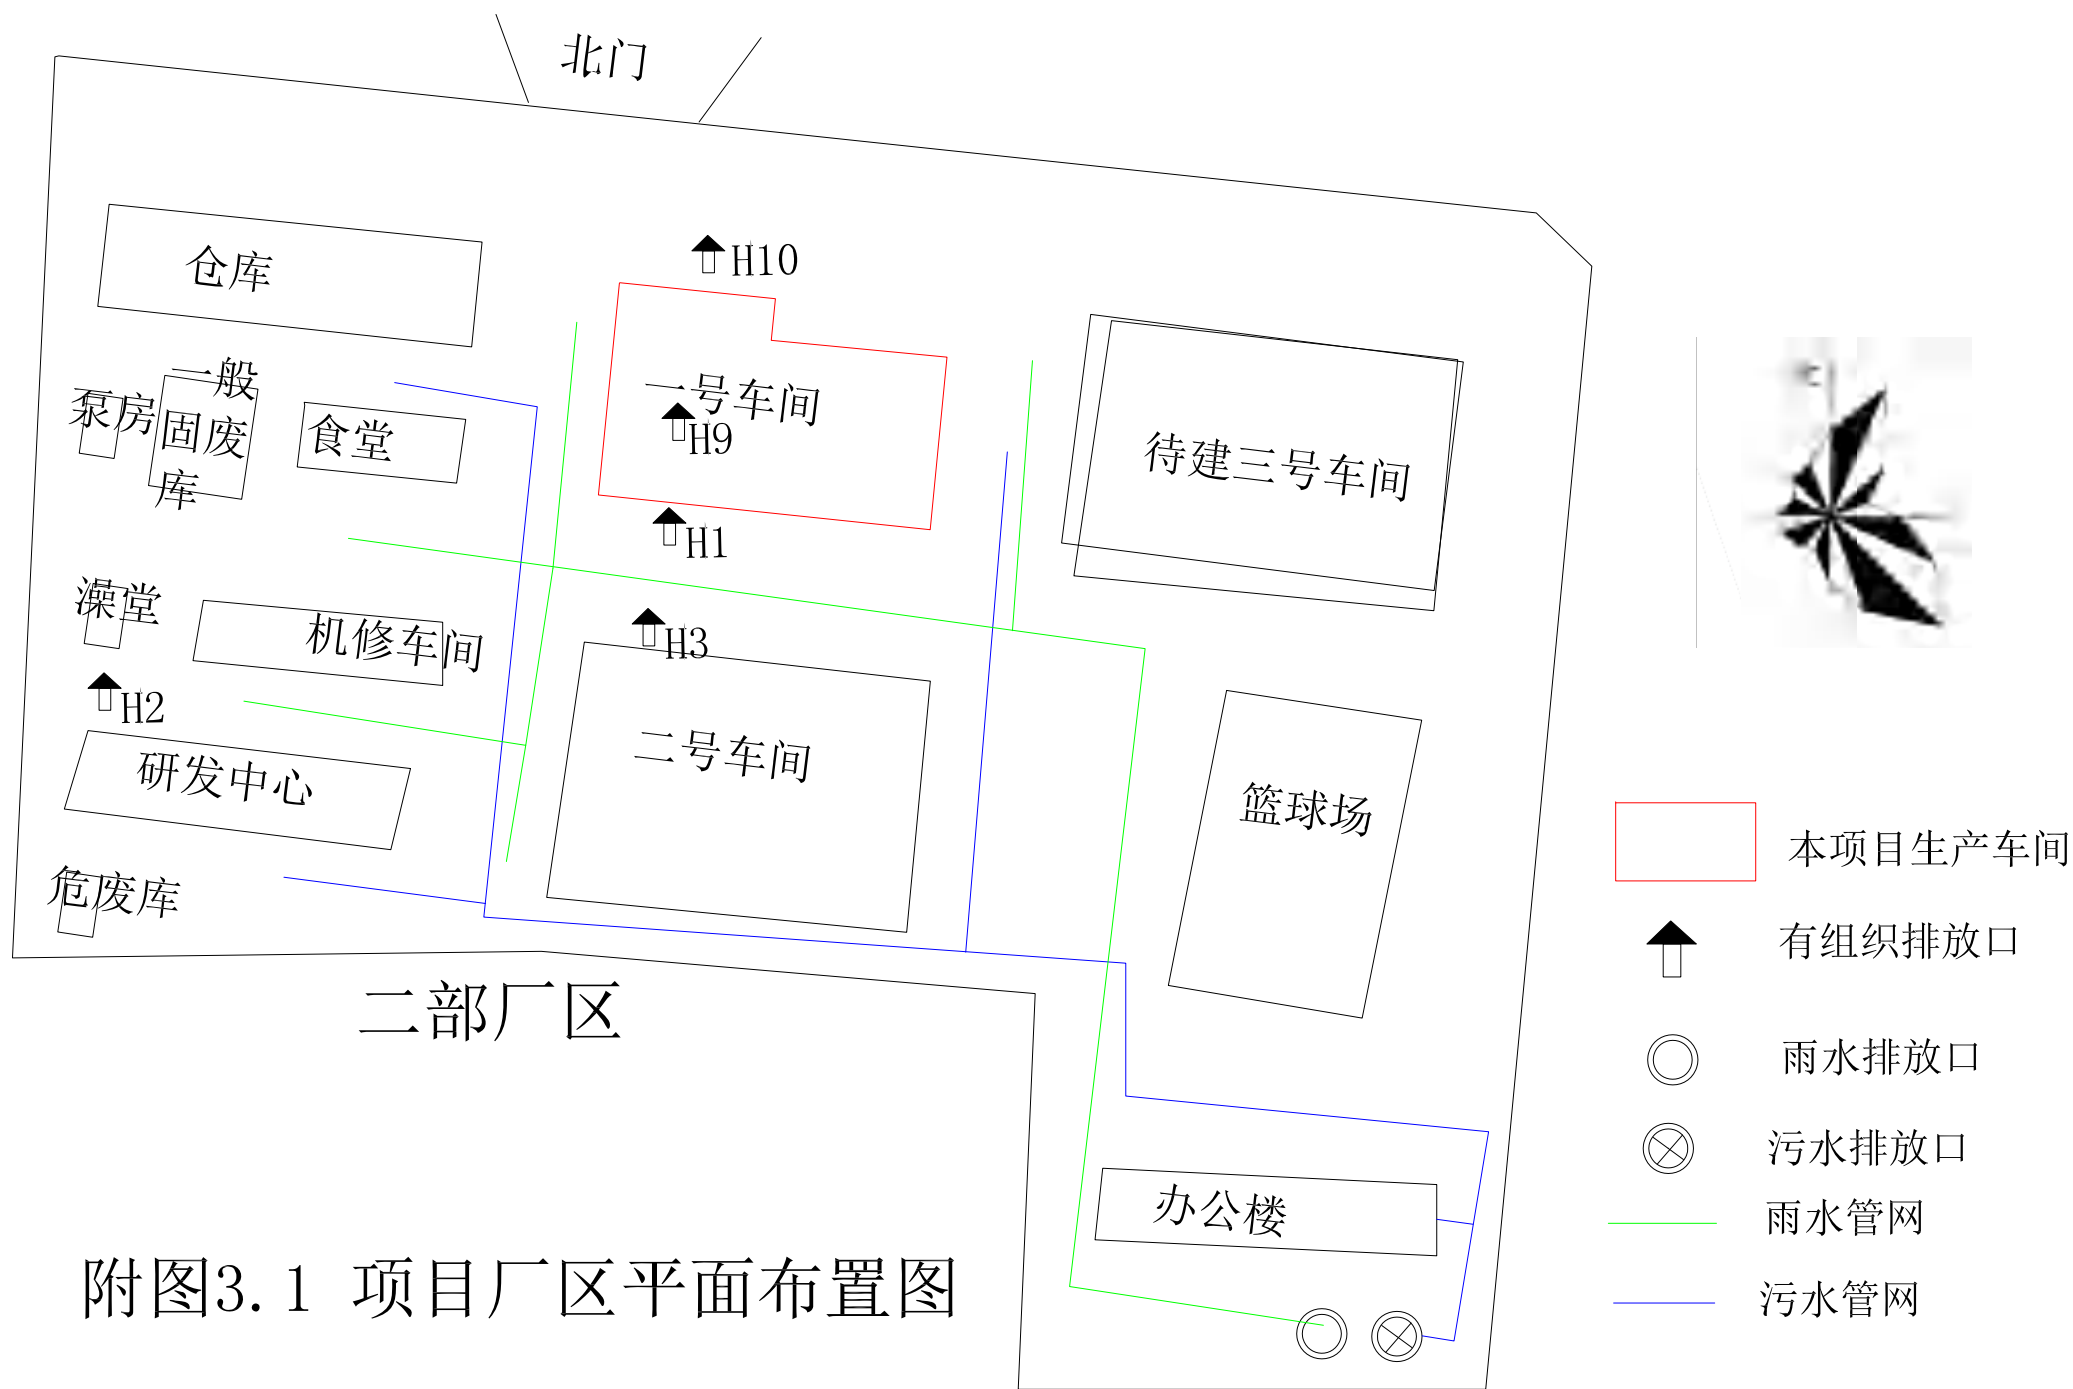 北门
仓库
H10
一般
固废
库
泵房
食堂
一号车间
H9
待建三号车间
H1
澡堂
机修车间
H3
H2
研发中心
二号车间
篮球场
危废库
二部厂区
办公楼
附图3.1 项目厂区平面布置图
本项目生产车间
有组织排放口
雨水排放口
污水排放口
雨水管网
污水管网